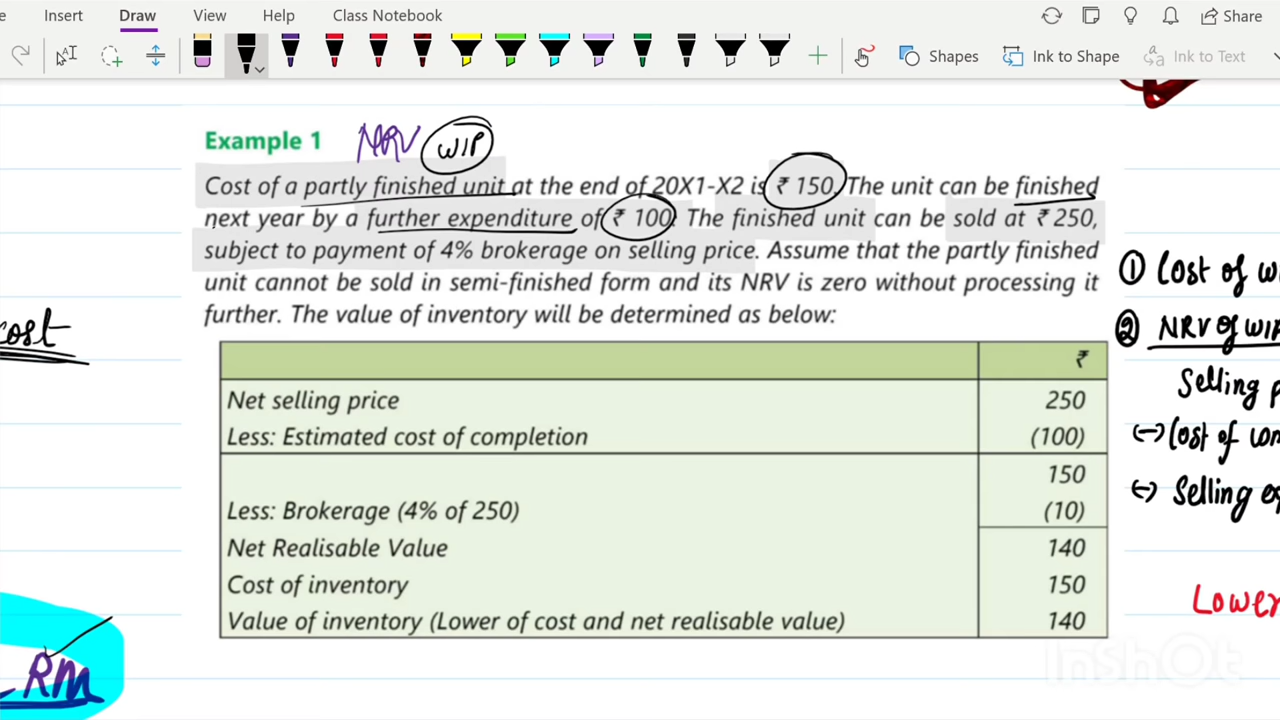 Insert Draw View Help Class Notebook Share
Shapes Ink to Shape Ink to Text
Example 1 NRV WIP
Cost of a partly finished unit at the end of 20X1-X2 is ₹ 150. The unit can be finished
next year by a further expenditure of ₹ 100. The finished unit can be sold at ₹ 250,
subject to payment of 4% brokerage on selling price. Assume that the partly finished
unit cannot be sold in semi-finished form and its NRV is zero without processing it
further. The value of inventory will be determined as below:
₹
Net selling price 250
Less: Estimated cost of completion (100)
150
Less: Brokerage (4% of 250) (10)
Net Realisable Value 140
Cost of inventory 150
Value of inventory (Lower of cost and net realisable value) 140
cost
RM
① Cost of
② NRV of WIP
Selling
(-) Cost of
(-) Selling
Lower
InShOt